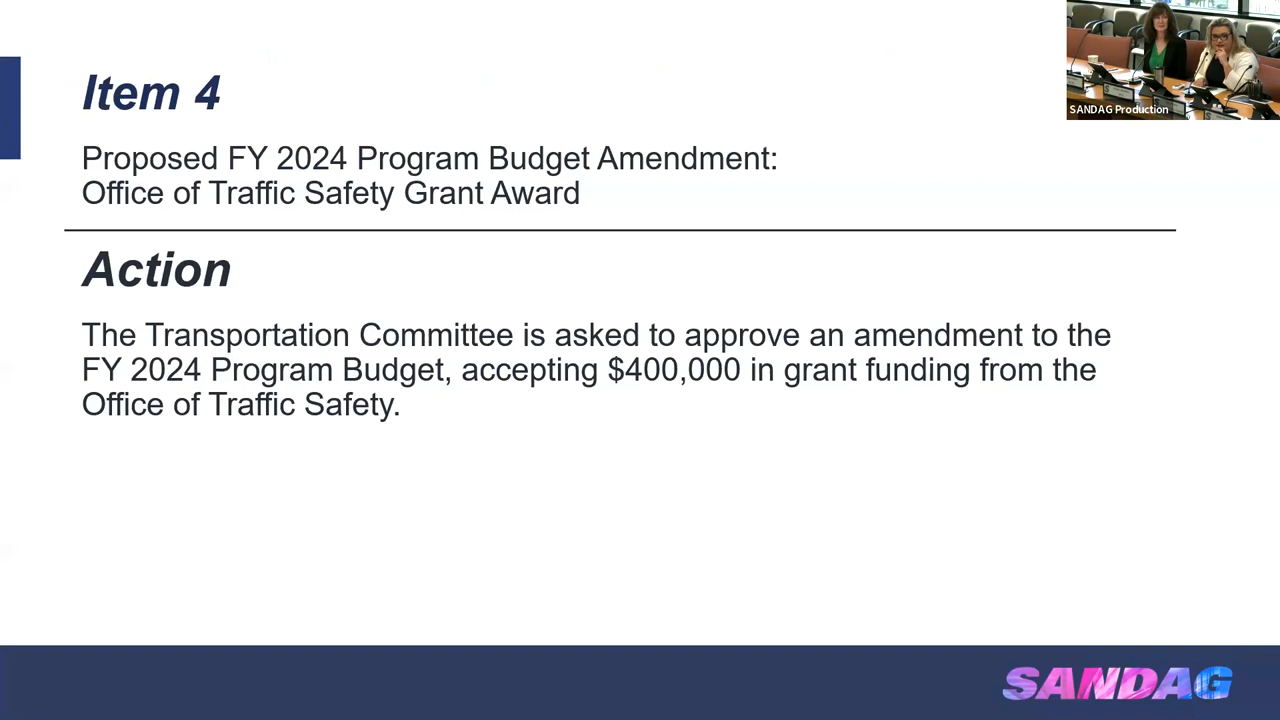 Item 4
Proposed FY 2024 Program Budget Amendment:
Office of Traffic Safety Grant Award
Action
The Transportation Committee is asked to approve an amendment to the
FY 2024 Program Budget, accepting $400,000 in grant funding from the
Office of Traffic Safety.
SANDAG Production
SANDAG